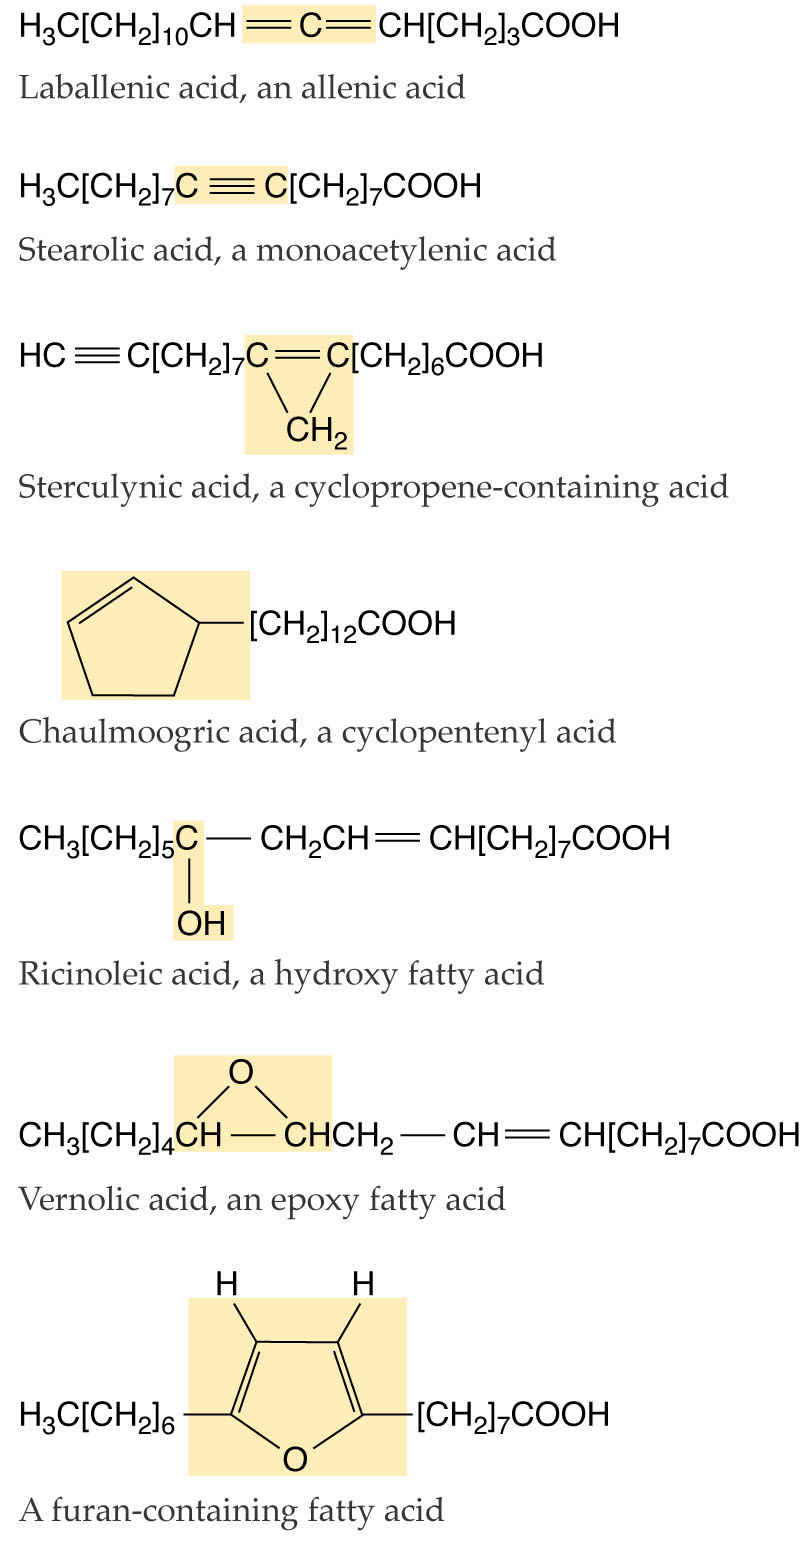 H₃C[CH₂]₁₀CH═C═CH[CH₂]₃COOH
Laballenic acid, an allenic acid
H₃C[CH₂]₇C≡C[CH₂]₇COOH
Stearolic acid, a monoacetylenic acid
HC≡C[CH₂]₇C═C[CH₂]₆COOH
CH₂
Sterculynic acid, a cyclopropene-containing acid
[CH₂]₁₂COOH
Chaulmoogric acid, a cyclopentenyl acid
CH₃[CH₂]₅C—CH₂CH═CH[CH₂]₇COOH
OH
Ricinoleic acid, a hydroxy fatty acid
O
CH₃[CH₂]₄CH—CHCH₂—CH═CH[CH₂]₇COOH
Vernolic acid, an epoxy fatty acid
H H
H₃C[CH₂]₆ [CH₂]₇COOH
O
A furan-containing fatty acid